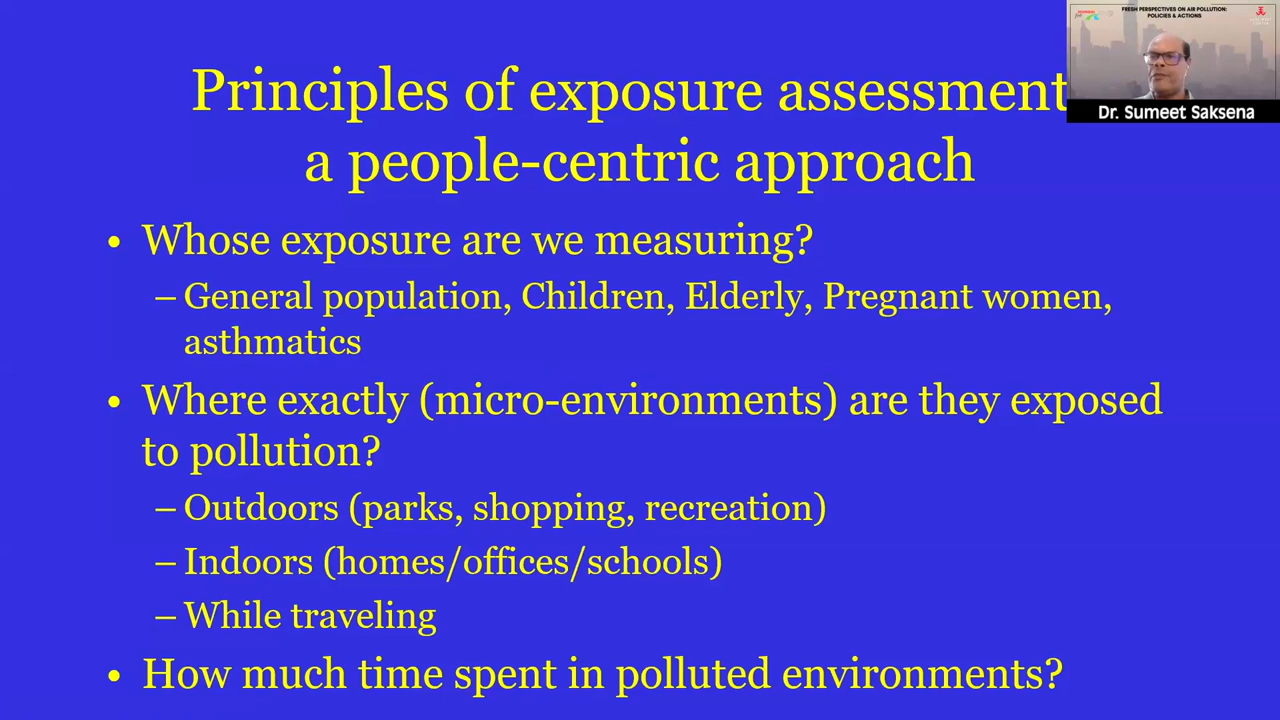 Principles of exposure assessment
a people-centric approach
• Whose exposure are we measuring?
– General population, Children, Elderly, Pregnant women,
asthmatics
• Where exactly (micro-environments) are they exposed
to pollution?
– Outdoors (parks, shopping, recreation)
– Indoors (homes/offices/schools)
– While traveling
• How much time spent in polluted environments?
FRESH PERSPECTIVES ON AIR POLLUTION:
POLICIES & ACTIONS
Dr. Sumeet Saksena